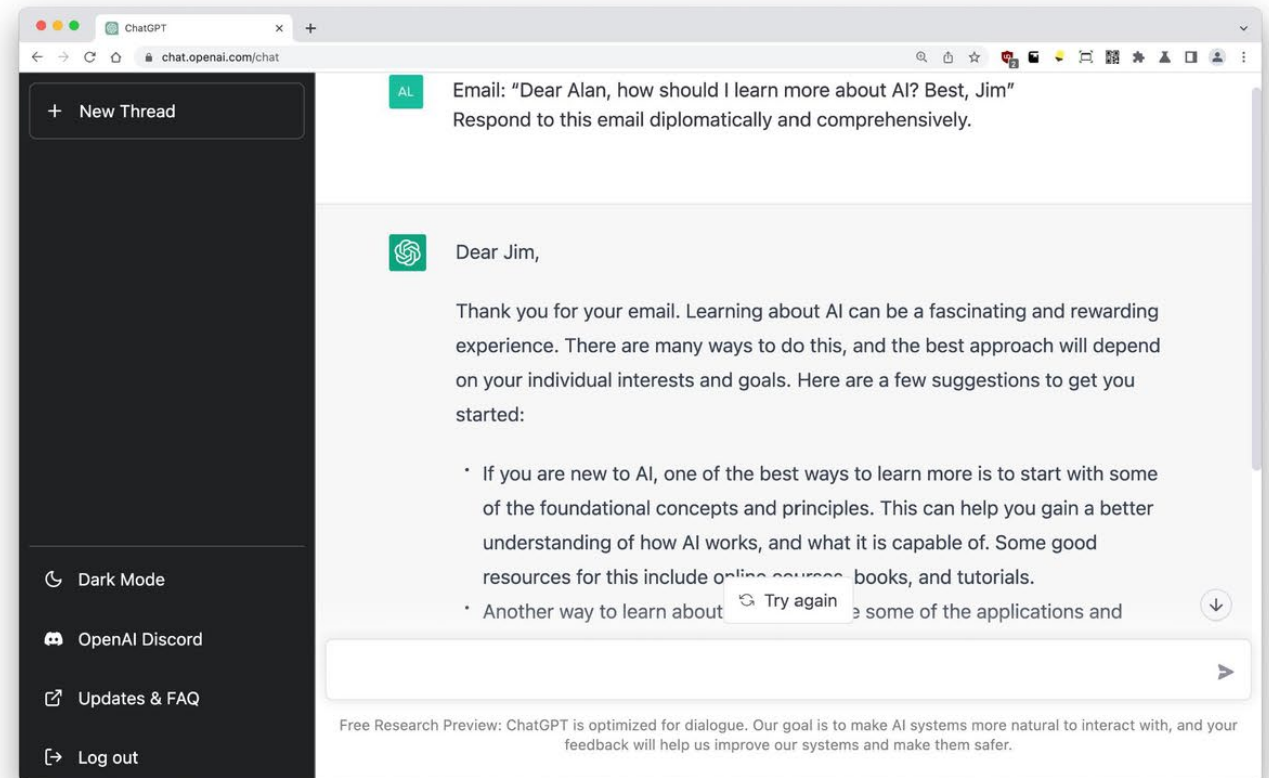 ChatGPT
chat.openai.com/chat
2
New Thread
AL
Email: “Dear Alan, how should I learn more about AI? Best, Jim”
Respond to this email diplomatically and comprehensively.
Dear Jim,
Thank you for your email. Learning about AI can be a fascinating and rewarding
experience. There are many ways to do this, and the best approach will depend
on your individual interests and goals. Here are a few suggestions to get you
started:
· If you are new to AI, one of the best ways to learn more is to start with some
of the foundational concepts and principles. This can help you gain a better
understanding of how AI works, and what it is capable of. Some good
resources for this include online courses, books, and tutorials.
· Another way to learn about some of the applications and
Try again
Dark Mode
OpenAI Discord
Updates & FAQ
Log out
Free Research Preview: ChatGPT is optimized for dialogue. Our goal is to make AI systems more natural to interact with, and your
feedback will help us improve our systems and make them safer.